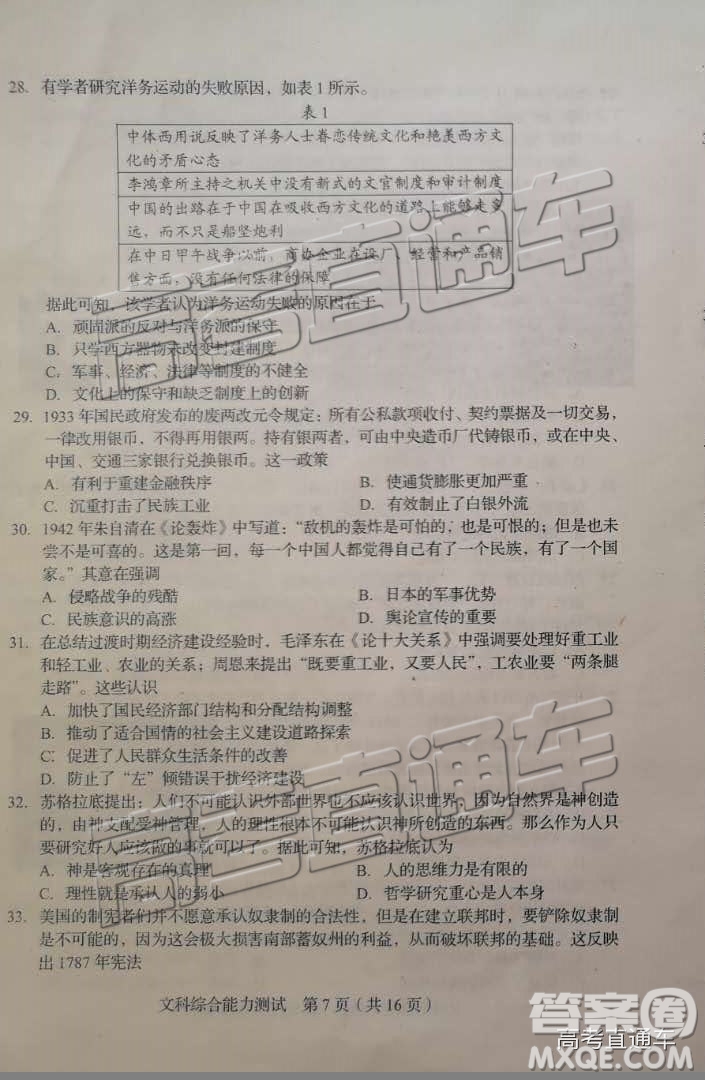 28. 有学者研究洋务运动的失败原因，如表1所示。
表1
中体西用说反映了洋务人士眷恋传统文化和艳羡西方文
化的矛盾心态
李鸿章所主持之机关中没有新式的文官制度和审计制度
中国的出路在于中国在吸收西方文化的道路上能够走多
远，而不只是船坚炮利
在中日甲午战争以前，商办企业在设厂、经营和产品销
售方面，没有任何法律的保障
据此可知，该学者认为洋务运动失败的原因在于
A. 顽固派的反对与洋务派的保守
B. 只学西方器物未改变封建制度
C. 军事、经济、法律等制度的不健全
D. 文化上的保守和缺乏制度上的创新
29. 1933年国民政府发布的废两改元令规定：所有公私款项收付、契约票据及一切交易，
一律改用银币，不得再用银两。持有银两者，可由中央造币厂代铸银币，或在中央、
中国、交通三家银行兑换银币。这一政策
A. 有利于重建金融秩序 B. 使通货膨胀更加严重
C. 沉重打击了民族工业 D. 有效制止了白银外流
30. 1942年朱自清在《论轰炸》中写道：“敌机的轰炸是可怕的，也是可恨的；但是也未
尝不是可喜的。这是第一回，每一个中国人都觉得自己有了一个民族，有了一个国
家。”其意在强调
A. 侵略战争的残酷 B. 日本的军事优势
C. 民族意识的高涨 D. 舆论宣传的重要
31. 在总结过渡时期经济建设经验时，毛泽东在《论十大关系》中强调要处理好重工业
和轻工业、农业的关系；周恩来提出“既要重工业，又要人民”，工农业要“两条腿
走路”。这些认识
A. 加快了国民经济部门结构和分配结构调整
B. 推动了适合国情的社会主义建设道路探索
C. 促进了人民群众生活条件的改善
D. 防止了“左”倾错误干扰经济建设
32. 苏格拉底提出：人们不可能认识外部世界也不应该认识世界，因为自然界是神创造
的，由神支配受神管理，人的理性根本不可能认识神所创造的东西。那么作为人只
要研究好人应该做的事就可以了。据此可知，苏格拉底认为
A. 神是客观存在的真理 B. 人的思维力是有限的
C. 理性就是承认人的弱小 D. 哲学研究重心是人本身
33. 美国的制宪者们并不愿意承认奴隶制的合法性，但是在建立联邦时，要铲除奴隶制
是不可能的，因为这会极大损害南部蓄奴州的利益，从而破坏联邦的基础。这反映
出1787年宪法
文科综合能力测试 第7页（共16页）
高考直通车
高考直通车
答案圈
高考直通车
MXQE.COM